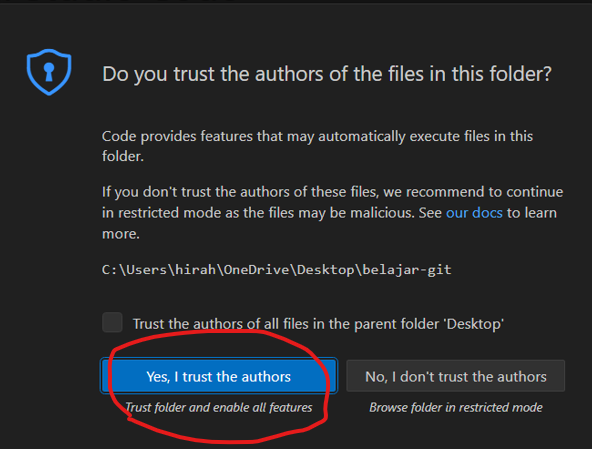 Do you trust the authors of the files in this folder?
Code provides features that may automatically execute files in this
folder.
If you don't trust the authors of these files, we recommend to continue
in restricted mode as the files may be malicious. See our docs to learn
more.
C:\Users\hirah\OneDrive\Desktop\belajar-git
Trust the authors of all files in the parent folder 'Desktop'
Yes, I trust the authors
No, I don't trust the authors
Trust folder and enable all features
Browse folder in restricted mode